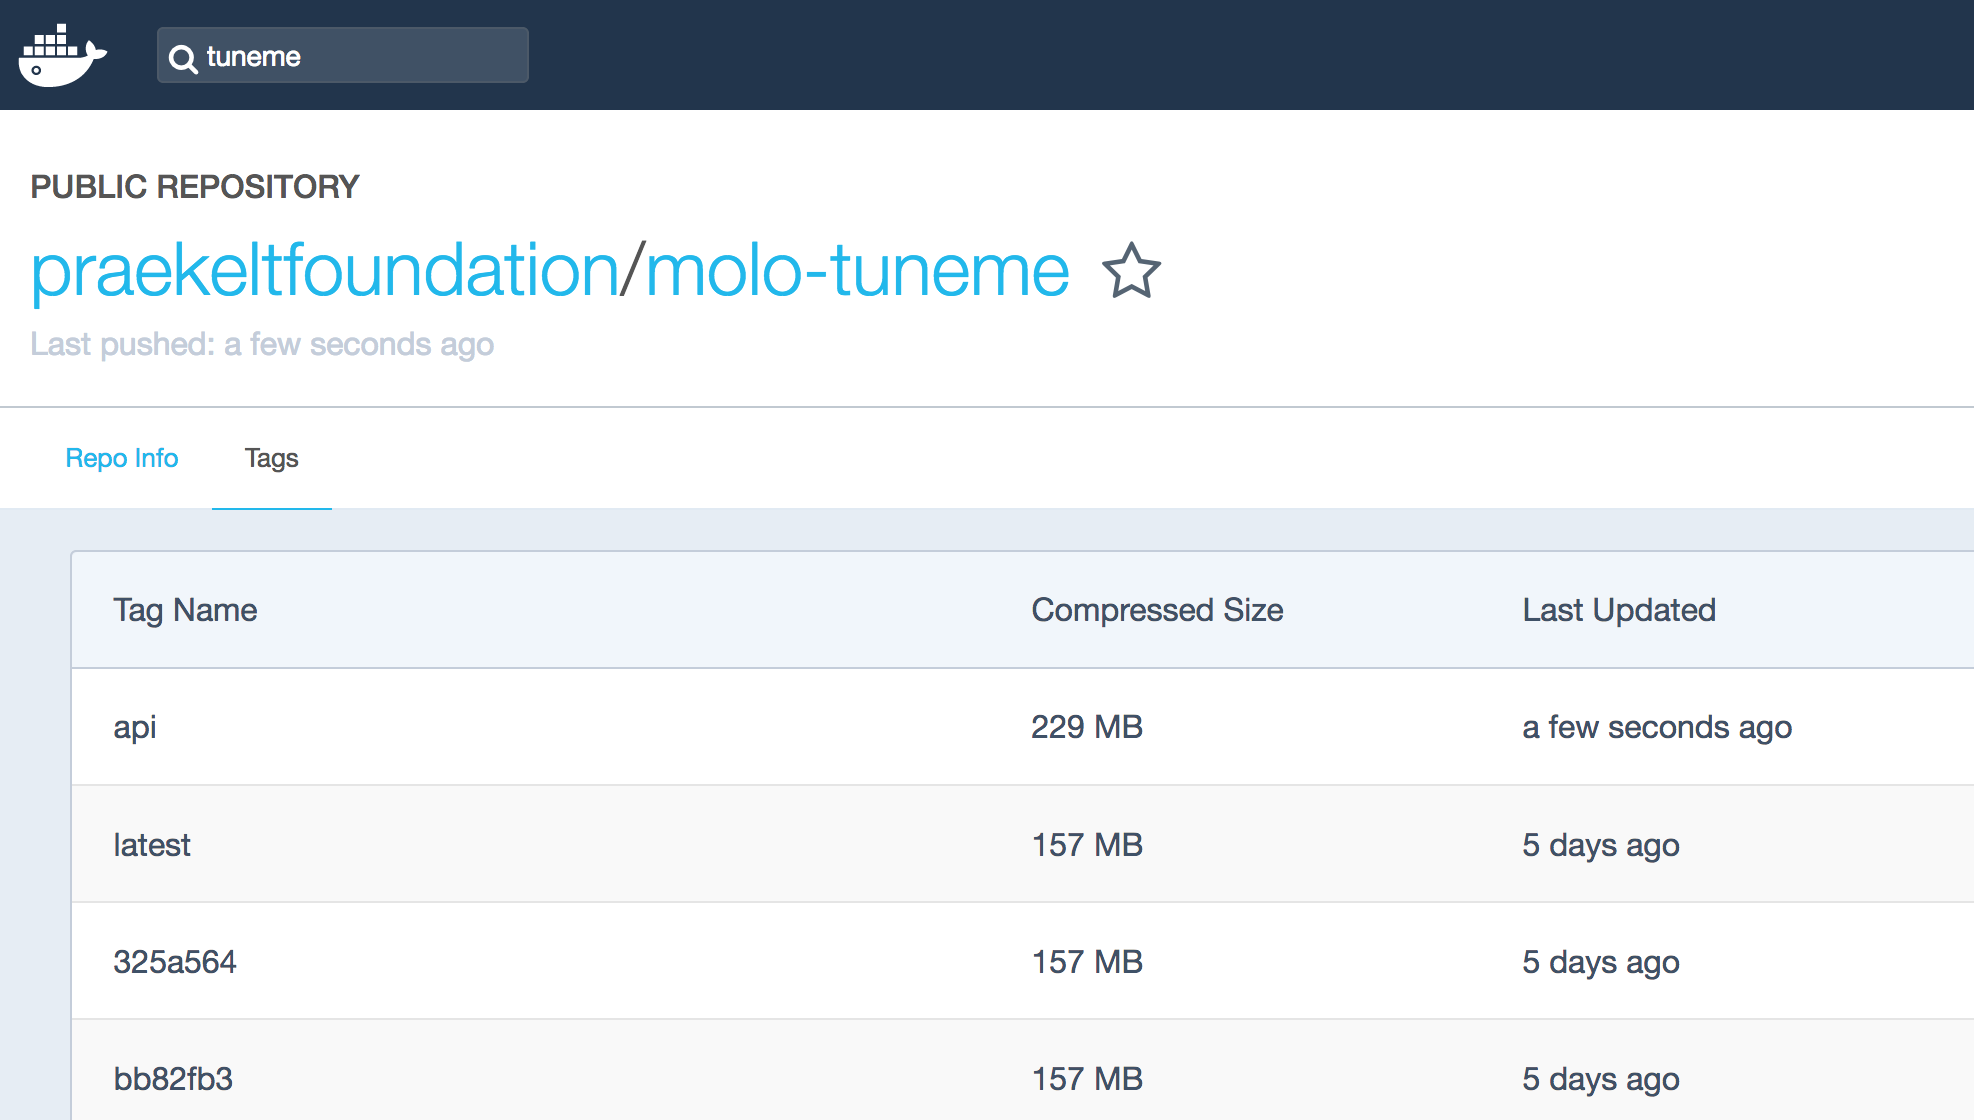 tuneme
PUBLIC REPOSITORY
praekeltfoundation/molo-tuneme
Last pushed: a few seconds ago
Repo Info Tags
Tag Name Compressed Size Last Updated
api 229 MB a few seconds ago
latest 157 MB 5 days ago
325a564 157 MB 5 days ago
bb82fb3 157 MB 5 days ago